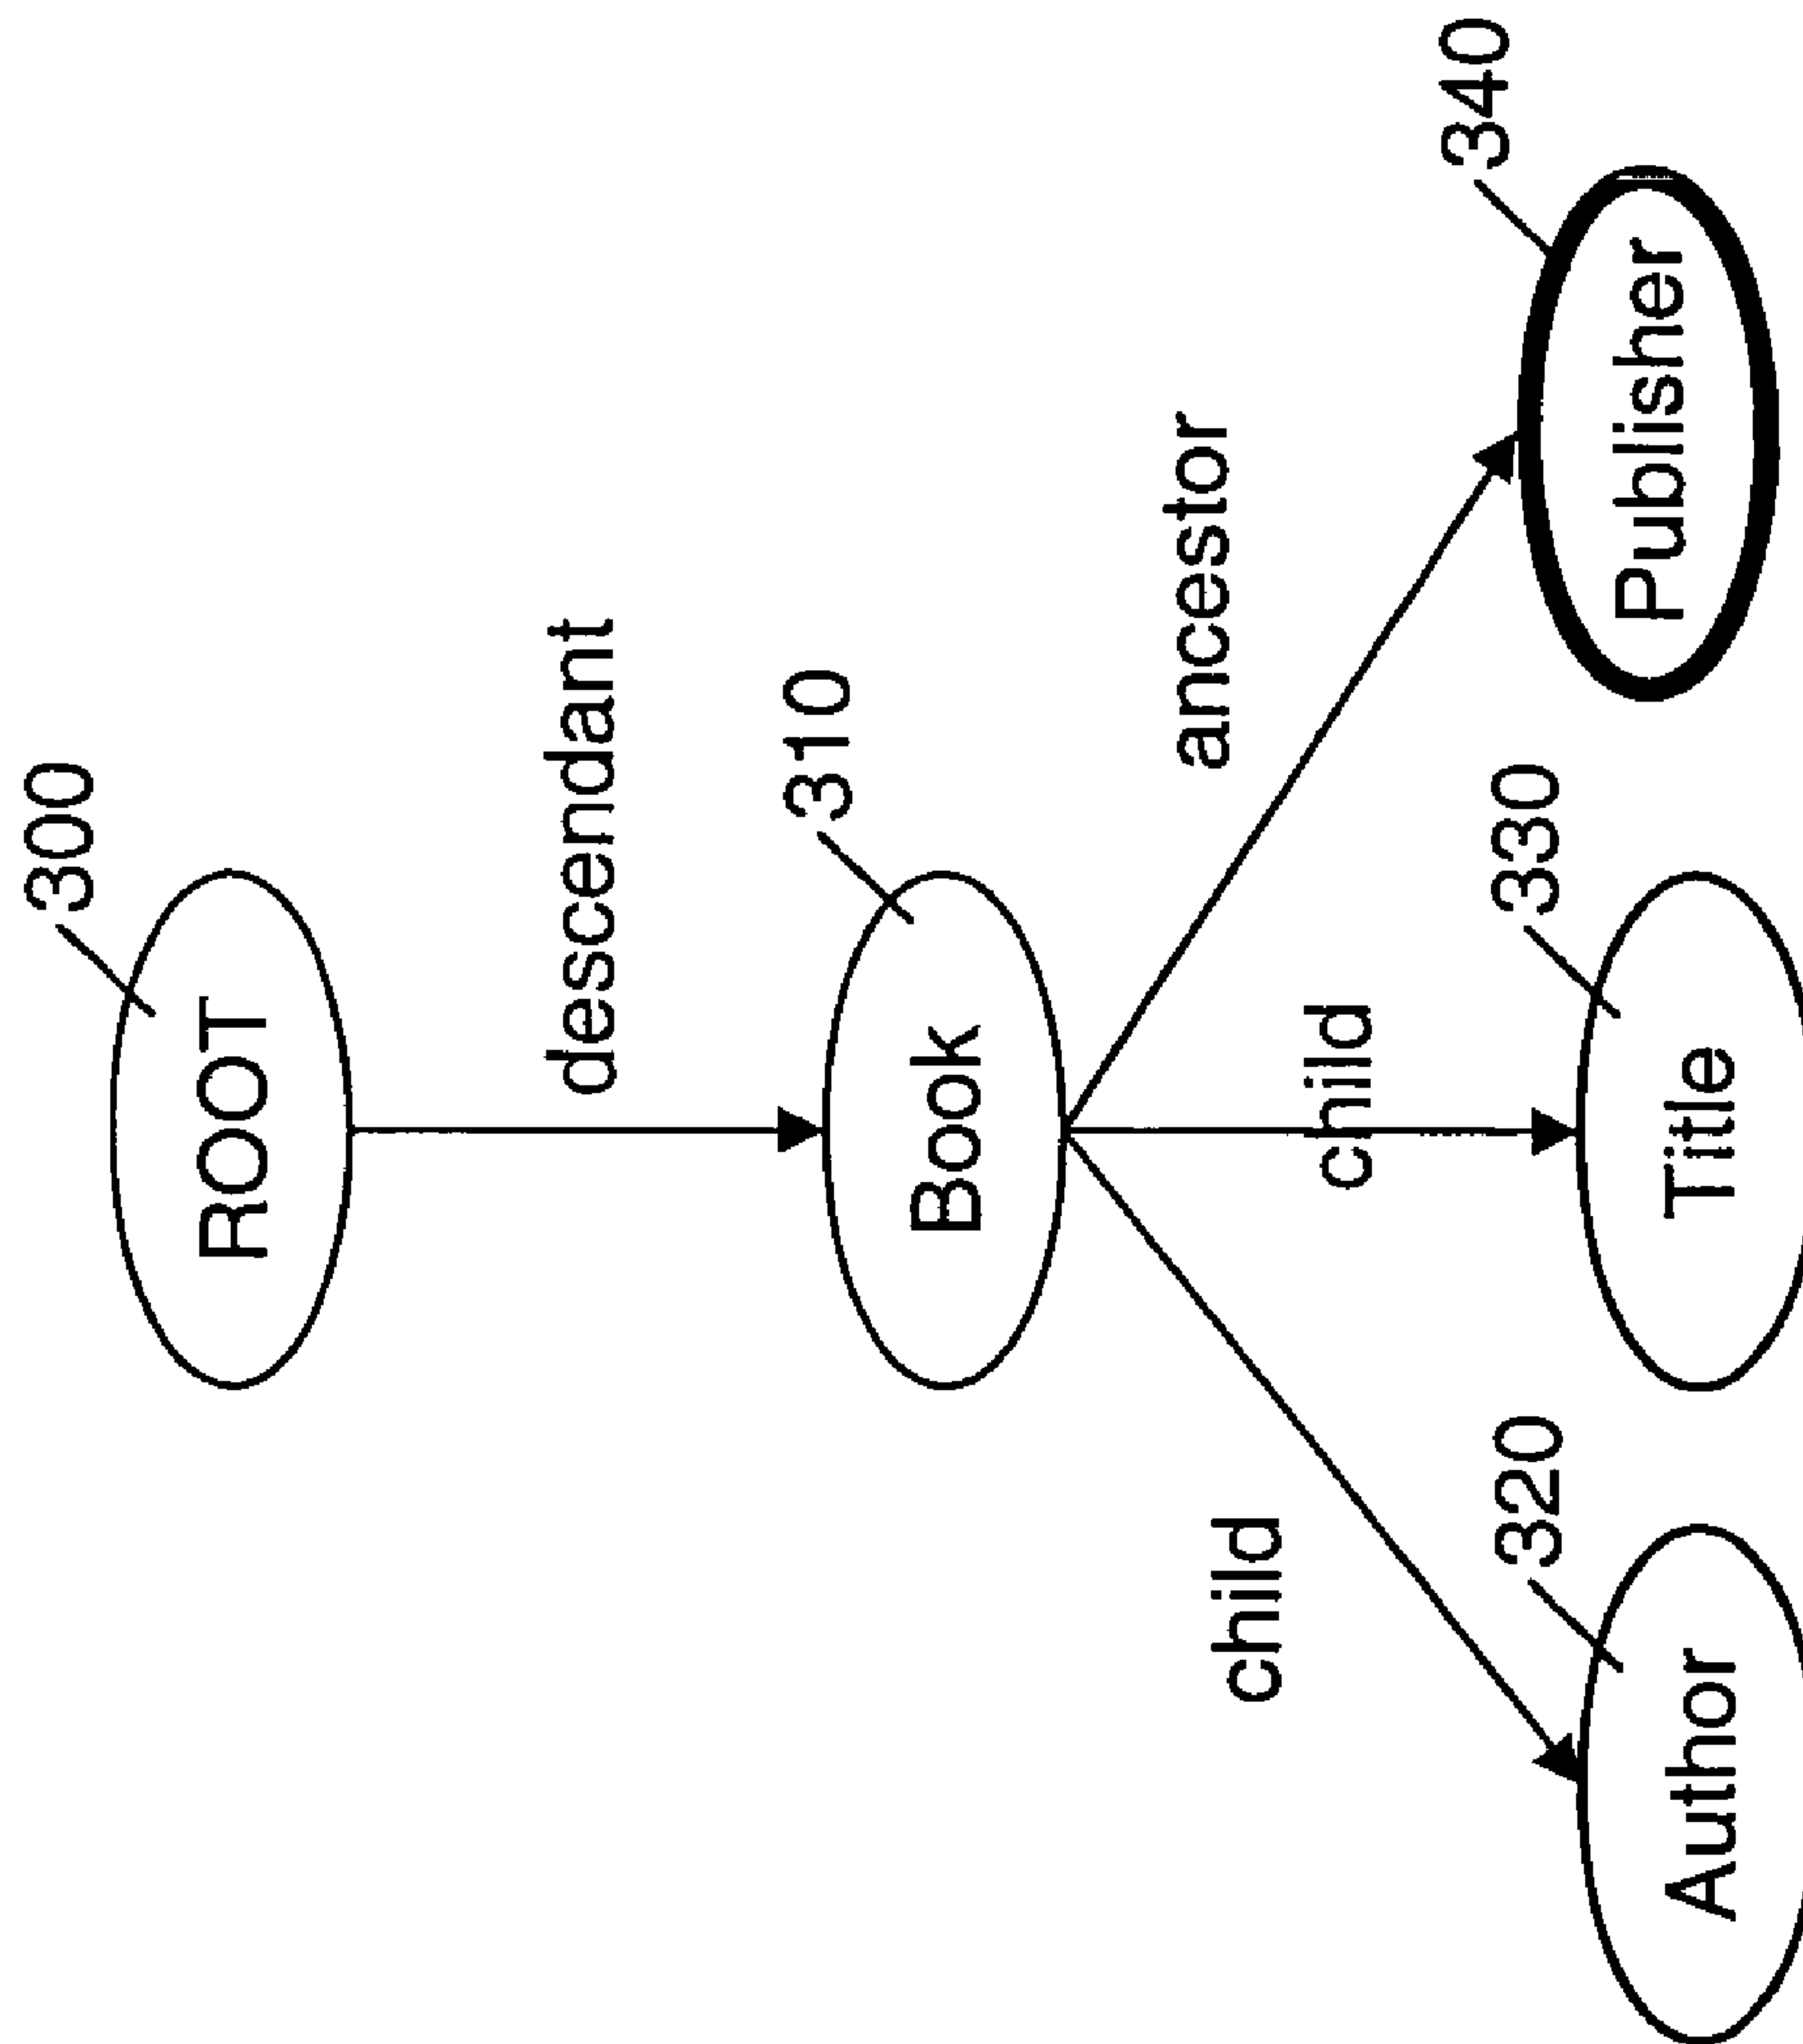 300
ROOT
descendant
310
Book
ancestor
child
child
340
330
320
Publisher
Title
Author